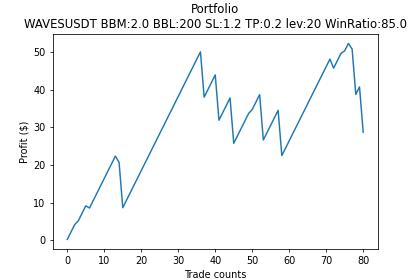 Portfolio
WAVESUSDT BBM:2.0 BBL:200 SL:1.2 TP:0.2 lev:20 WinRatio:85.0
50
40
30
20
10
0
Profit ($)
0 10 20 30 40 50 60 70 80
Trade counts